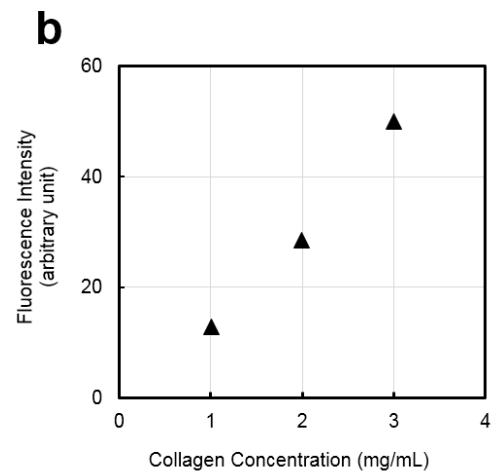 b
60
40
20
0
0 1 2 3 4
Fluorescence Intensity
(arbitrary unit)
Collagen Concentration (mg/mL)